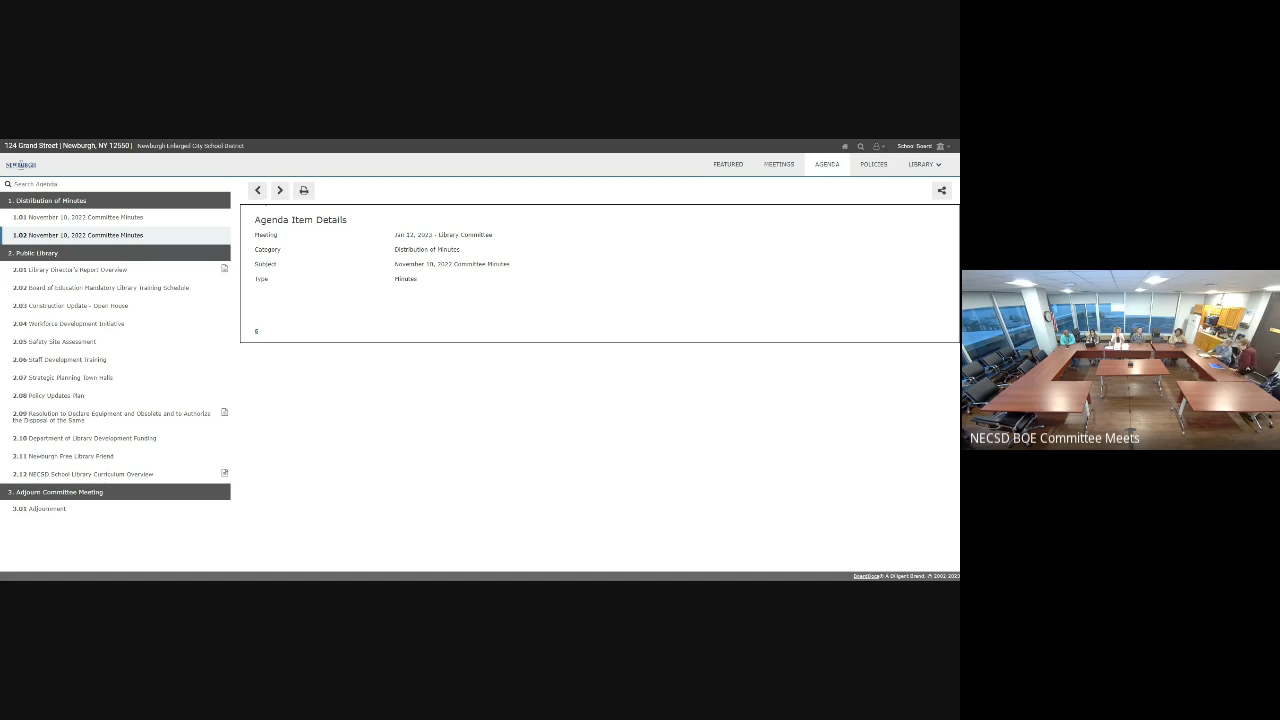 124 Grand Street | Newburgh, NY 12550 | Newburgh Enlarged City School District
School Board
NEWBURGH
FEATURED MEETINGS AGENDA POLICIES LIBRARY
Search Agenda
1. Distribution of Minutes
1.01 November 10, 2022 Committee Minutes
1.02 November 10, 2022 Committee Minutes
2. Public Library
2.01 Library Director's Report Overview
2.02 Board of Education Mandatory Library Training Schedule
2.03 Construction Update - Open House
2.04 Workforce Development Initiative
2.05 Safety Site Assessment
2.06 Staff Development Training
2.07 Strategic Planning Town Halls
2.08 Policy Updates Plan
2.09 Resolution to Declare Equipment and Obsolete and to Authorize
the Disposal of the Same
2.10 Department of Library Development Funding
2.11 Newburgh Free Library Friend
2.12 NECSD School Library Curriculum Overview
3. Adjourn Committee Meeting
3.01 Adjournment
Agenda Item Details
Meeting Jan 12, 2023 - Library Committee
Category Distribution of Minutes
Subject November 10, 2022 Committee Minutes
Type Minutes
BoardDocs® A Diligent Brand. © 2002-2023
NECSD BOE Committee Meets